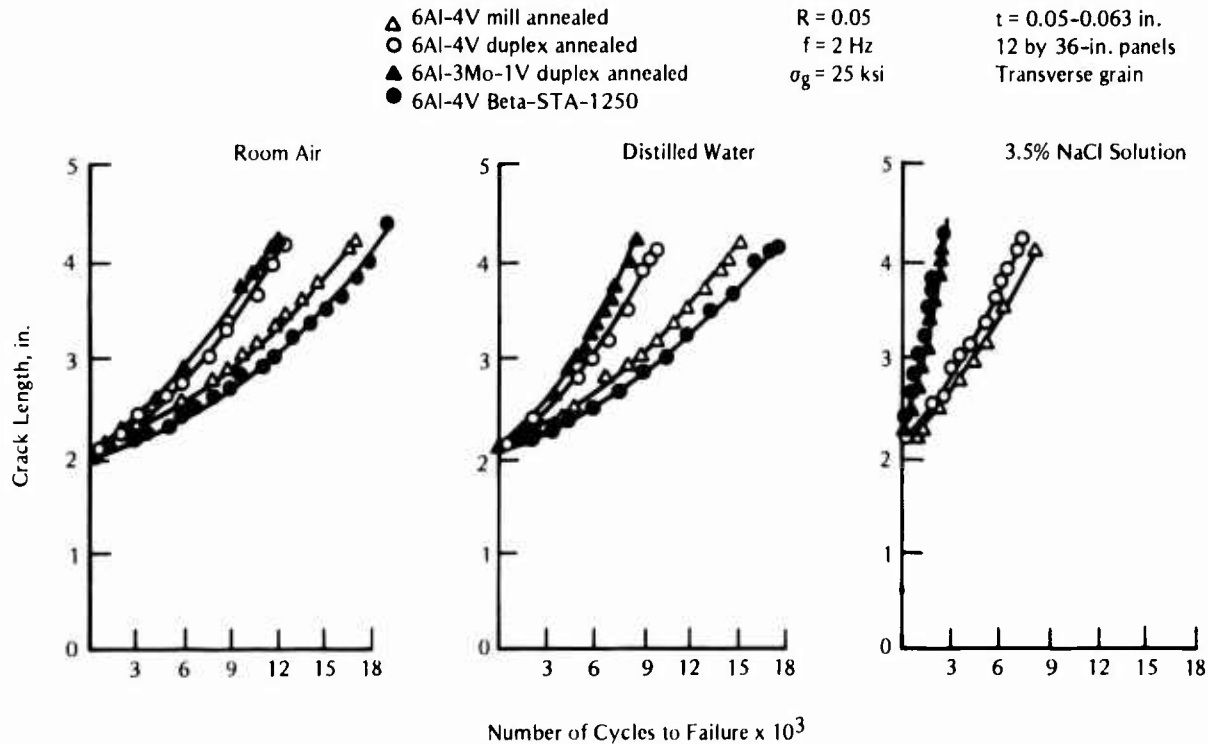 6Al-4V mill annealed
6Al-4V duplex annealed
6Al-3Mo-1V duplex annealed
6Al-4V Beta-STA-1250
R = 0.05
f = 2 Hz
σg = 25 ksi
t = 0.05-0.063 in.
12 by 36-in. panels
Transverse grain
Room Air
Distilled Water
3.5% NaCl Solution
Crack Length, in.
5
4
3
2
1
0
3 6 9 12 15 18
5
4
3
2
1
0
3 6 9 12 15 18
5
4
3
2
1
0
3 6 9 12 15 18
Number of Cycles to Failure x 10³